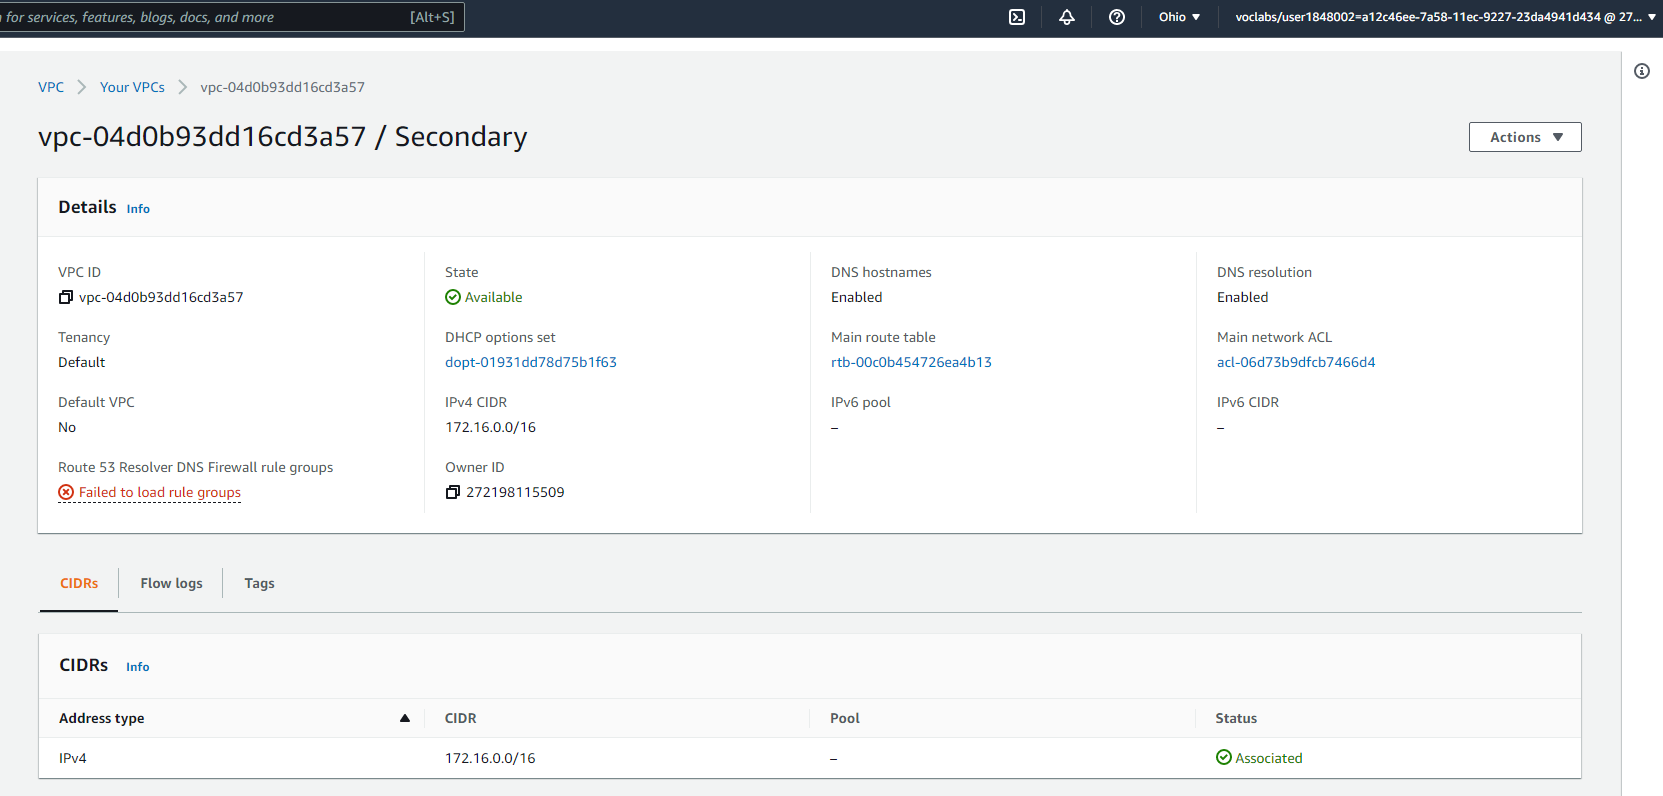 for services, features, blogs, docs, and more [Alt+S] Ohio voclabs/user1848002=a12c46ee-7a58-11ec-9227-23da4941d434 @ 27...
VPC Your VPCs vpc-04d0b93dd16cd3a57
vpc-04d0b93dd16cd3a57 / Secondary
Actions
Details Info
VPC ID State DNS hostnames DNS resolution
vpc-04d0b93dd16cd3a57 Available Enabled Enabled
Tenancy DHCP options set Main route table Main network ACL
Default dopt-01931dd78d75b1f63 rtb-00c0b454726ea4b13 acl-06d73b9dfcb7466d4
Default VPC IPv4 CIDR IPv6 pool IPv6 CIDR
No 172.16.0.0/16 – –
Route 53 Resolver DNS Firewall rule groups Owner ID
Failed to load rule groups 272198115509
CIDRs Flow logs Tags
CIDRs Info
Address type CIDR Pool Status
IPv4 172.16.0.0/16 – Associated